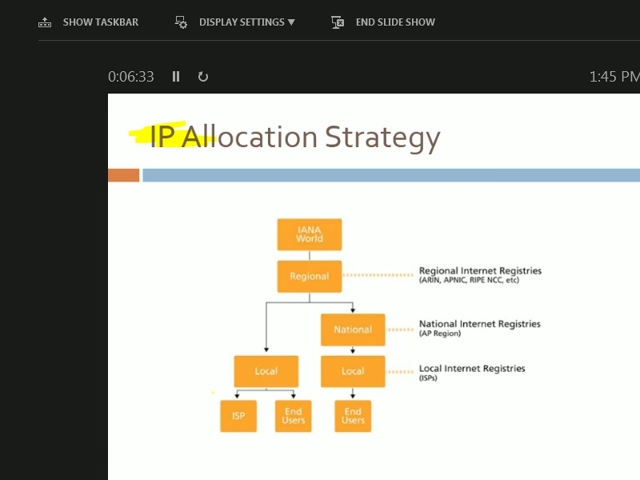 SHOW TASKBAR
DISPLAY SETTINGS ▼
END SLIDE SHOW
0:06:33
1:45 PM
IP Allocation Strategy
IANA
World
Regional
Regional Internet Registries
(ARIN, APNIC, RIPE NCC, etc)
National
National Internet Registries
(AP Region)
Local
Local
Local Internet Registries
(ISPs)
ISP
End
Users
End
Users